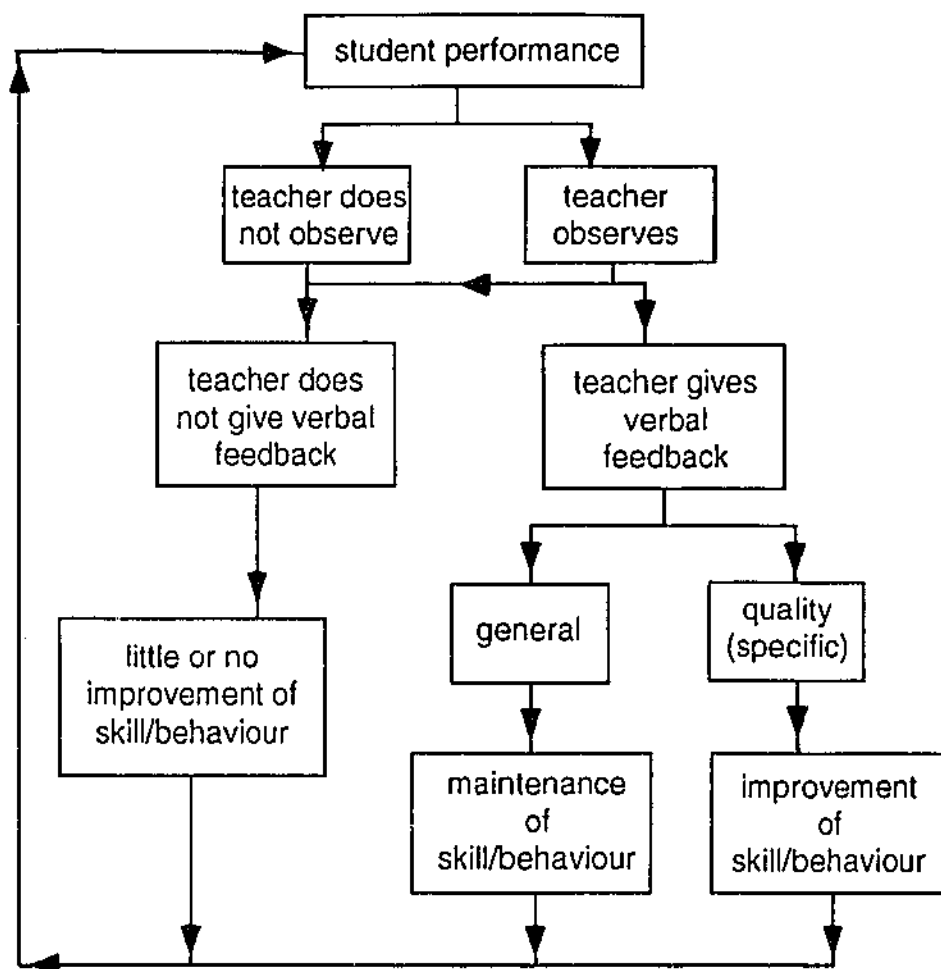 student performance
teacher does
not observe
teacher
observes
teacher does
not give verbal
feedback
teacher gives
verbal
feedback
general
quality
(specific)
little or no
improvement of
skill/behaviour
maintenance
of
skill/behaviour
improvement
of
skill/behaviour